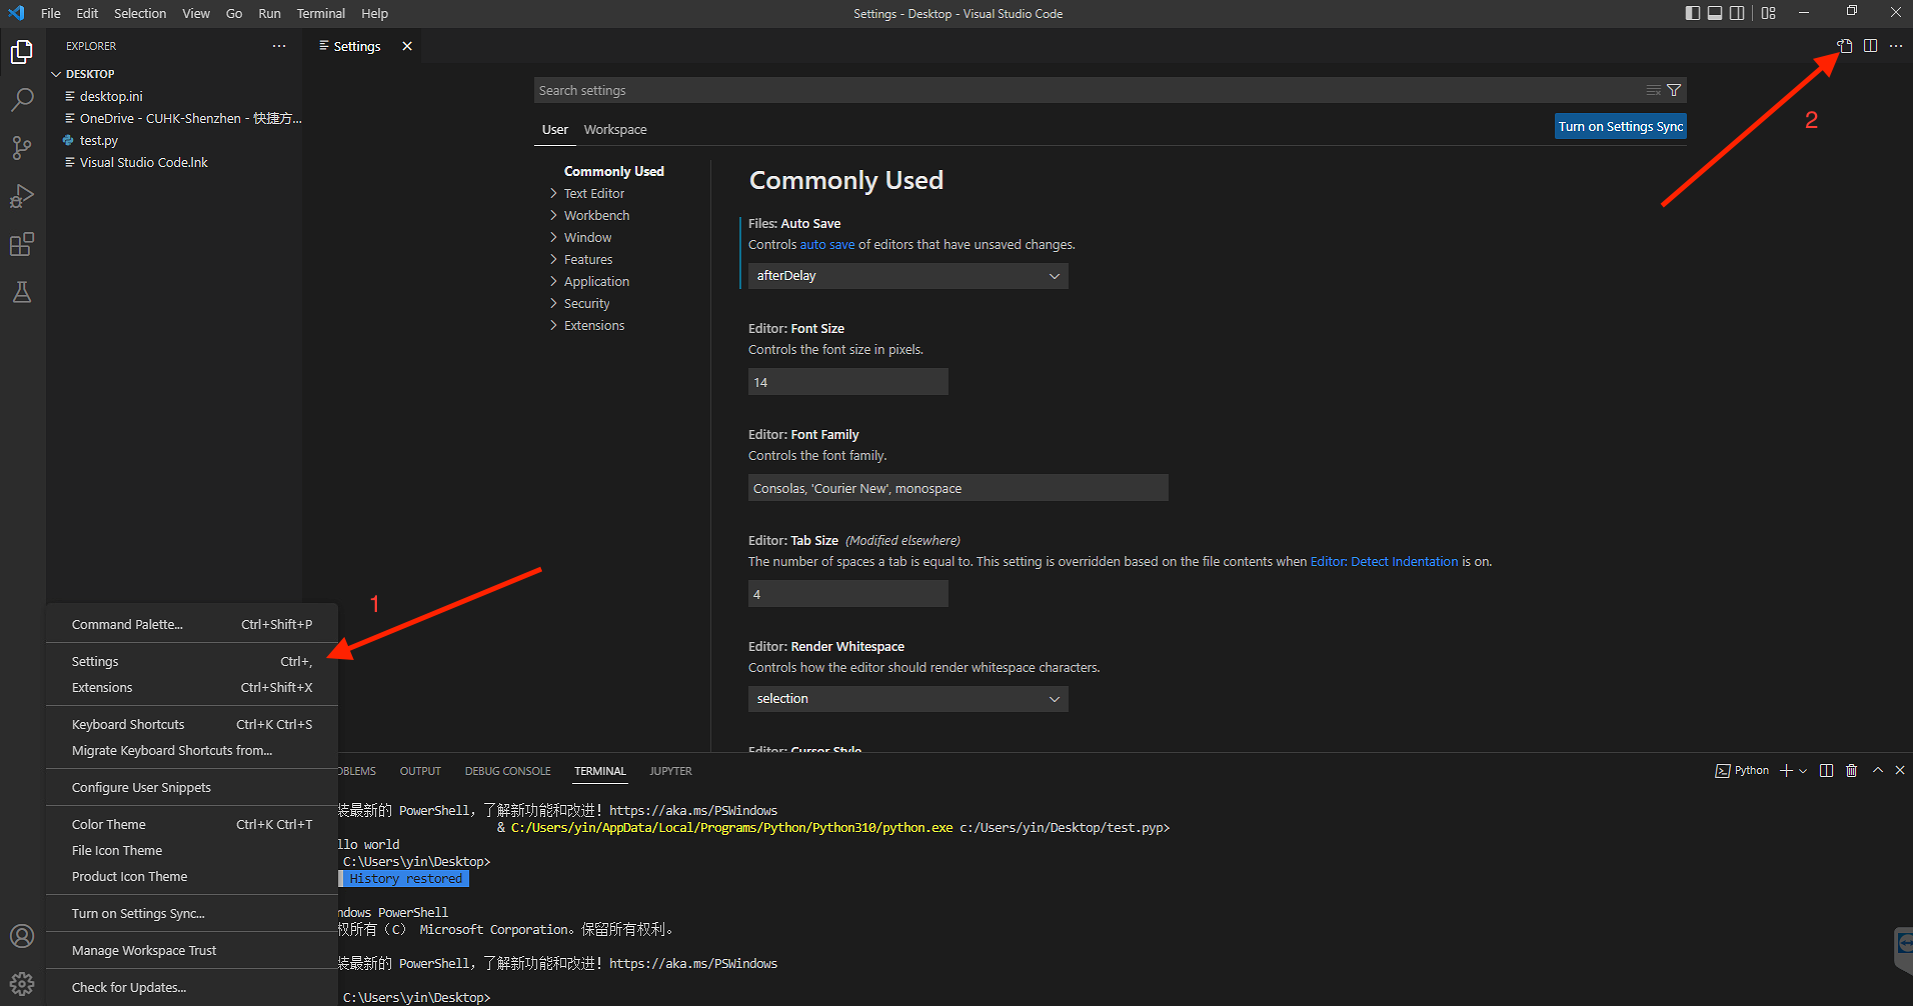 File Edit Selection View Go Run Terminal Help
Settings - Desktop - Visual Studio Code
EXPLORER
DESKTOP
desktop.ini
OneDrive - CUHK-Shenzhen - 快捷方...
test.py
Visual Studio Code.lnk
Settings
Search settings
2
User Workspace
Turn on Settings Sync
Commonly Used
Text Editor
Workbench
Window
Features
Application
Security
Extensions
Commonly Used
Files: Auto Save
Controls auto save of editors that have unsaved changes.
afterDelay
Editor: Font Size
Controls the font size in pixels.
14
Editor: Font Family
Controls the font family.
Consolas, 'Courier New', monospace
Editor: Tab Size (Modified elsewhere)
The number of spaces a tab is equal to. This setting is overridden based on the file contents when Editor: Detect Indentation is on.
4
Editor: Render Whitespace
Controls how the editor should render whitespace characters.
selection
Editor: Cursor Style
1
Command Palette... Ctrl+Shift+P
Settings Ctrl+,
Extensions Ctrl+Shift+X
Keyboard Shortcuts Ctrl+K Ctrl+S
Migrate Keyboard Shortcuts from...
Configure User Snippets
Color Theme Ctrl+K Ctrl+T
File Icon Theme
Product Icon Theme
Turn on Settings Sync...
Manage Workspace Trust
Check for Updates...
OBLEMS OUTPUT DEBUG CONSOLE TERMINAL JUPYTER
Python
装最新的 PowerShell，了解新功能和改进！https://aka.ms/PSWindows
& C:/Users/yin/AppData/Local/Programs/Python/Python310/python.exe c:/Users/yin/Desktop/test.pyp>
llo world
C:\Users\yin\Desktop>
History restored
ndows PowerShell
权所有（C） Microsoft Corporation。保留所有权利。
装最新的 PowerShell，了解新功能和改进！https://aka.ms/PSWindows
C:\Users\yin\Desktop>